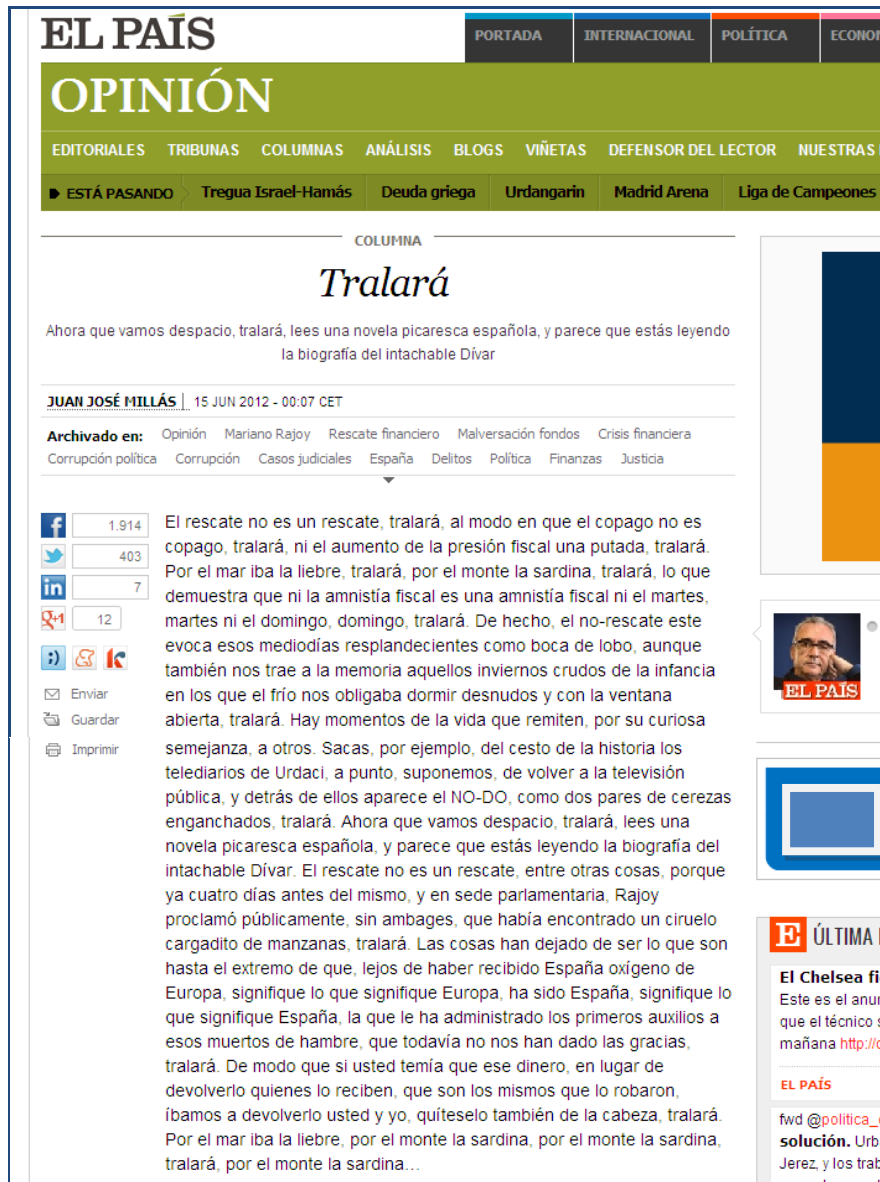 EL PAÍS
PORTADA
INTERNACIONAL
POLÍTICA
OPINIÓN
EDITORIALES TRIBUNAS COLUMNAS ANÁLISIS BLOGS VIÑETAS DEFENSOR DEL LECTOR NUESTRAS
ESTÁ PASANDO Tregua Israel-Hamás Deuda griega Urdangarin Madrid Arena Liga de Campeones
COLUMNA
Tralará
Ahora que vamos despacio, tralará, lees una novela picaresca española, y parece que estás leyendo
la biografía del intachable Dívar
JUAN JOSÉ MILLÁS | 15 JUN 2012 - 00:07 CET
Archivado en: Opinión Mariano Rajoy Rescate financiero Malversación fondos Crisis financiera
Corrupción política Corrupción Casos judiciales España Delitos Política Finanzas Justicia
1.914
403
in 7
g+1 12
Enviar
Guardar
Imprimir
El rescate no es un rescate, tralará, al modo en que el copago no es
copago, tralará, ni el aumento de la presión fiscal una putada, tralará.
Por el mar iba la liebre, tralará, por el monte la sardina, tralará, lo que
demuestra que ni la amnistía fiscal es una amnistía fiscal ni el martes,
martes ni el domingo, domingo, tralará. De hecho, el no-rescate este
evoca esos mediodías resplandecientes como boca de lobo, aunque
también nos trae a la memoria aquellos inviernos crudos de la infancia
en los que el frío nos obligaba dormir desnudos y con la ventana
abierta, tralará. Hay momentos de la vida que remiten, por su curiosa
semejanza, a otros. Sacas, por ejemplo, del cesto de la historia los
telediarios de Urdaci, a punto, suponemos, de volver a la televisión
pública, y detrás de ellos aparece el NO-DO, como dos pares de cerezas
enganchados, tralará. Ahora que vamos despacio, tralará, lees una
novela picaresca española, y parece que estás leyendo la biografía del
intachable Dívar. El rescate no es un rescate, entre otras cosas, porque
ya cuatro días antes del mismo, y en sede parlamentaria, Rajoy
proclamó públicamente, sin ambages, que había encontrado un ciruelo
cargadito de manzanas, tralará. Las cosas han dejado de ser lo que son
hasta el extremo de que, lejos de haber recibido España oxígeno de
Europa, signifique lo que signifique Europa, ha sido España, signifique lo
que signifique España, la que le ha administrado los primeros auxilios a
esos muertos de hambre, que todavía no nos han dado las gracias,
tralará. De modo que si usted temía que ese dinero, en lugar de
devolverlo quienes lo reciben, que son los mismos que lo robaron,
íbamos a devolverlo usted y yo, quíteselo también de la cabeza, tralará.
Por el mar iba la liebre, por el monte la sardina, por el monte la sardina,
tralará, por el monte la sardina…
EL PAÍS
ÚLTIMA
El Chelsea
Este es el
que el técnico
mañana
EL PAÍS
fwd @politica_
solución.
Jerez, y los